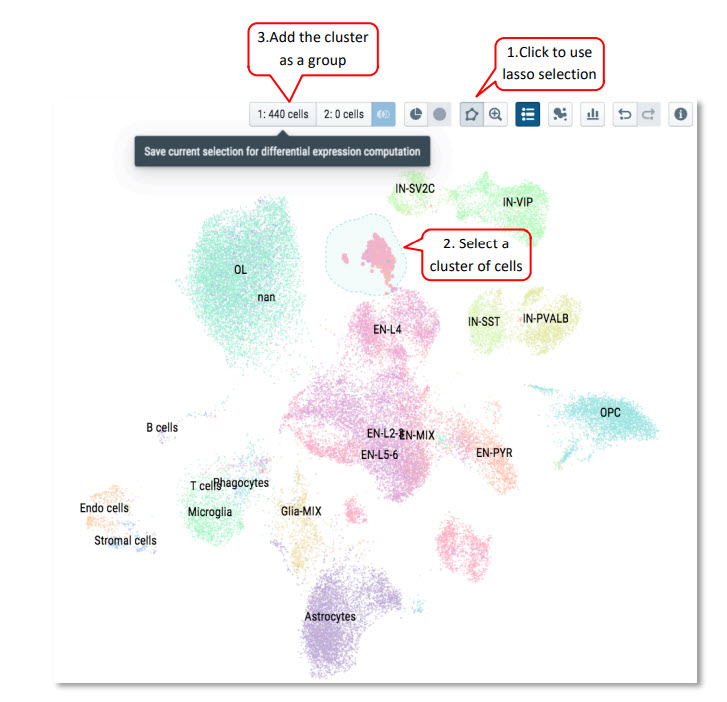 3.Add the cluster
as a group
1.Click to use
lasso selection
1: 440 cells
2: 0 cells
Save current selection for differential expression computation
IN-SV2C
IN-VIP
2. Select a
cluster of cells
OL
nan
EN-L4
IN-SST
IN-PVALB
OPC
B cells
EN-L2-3
EN-MIX
EN-L5-6
EN-PYR
T cells
Phagocytes
Endo cells
Microglia
Glia-MIX
Stromal cells
Astrocytes